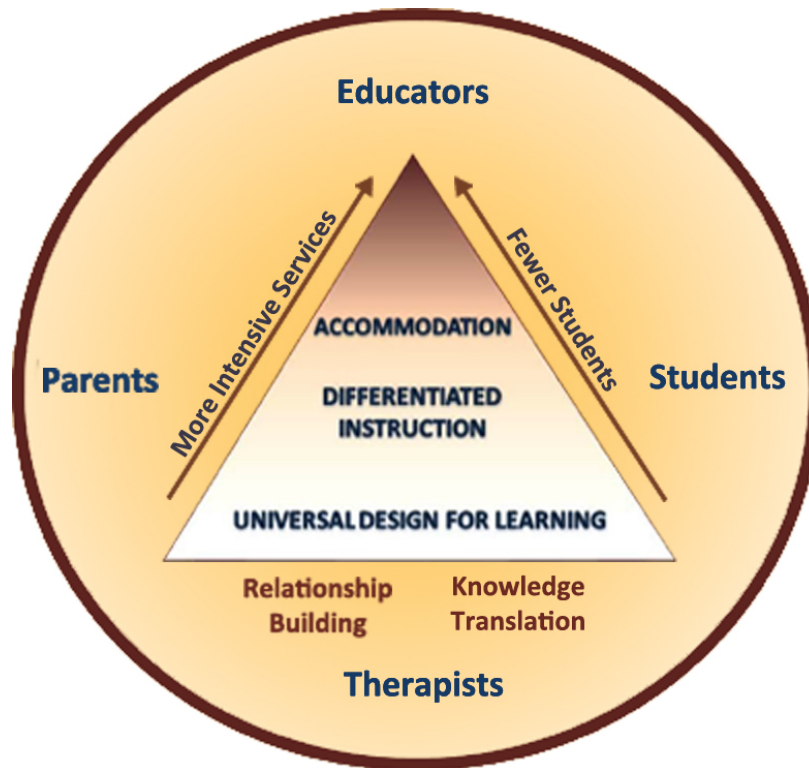 Educators
More Intensive Services
Fewer Students
ACCOMMODATION
Parents
DIFFERENTIATED
INSTRUCTION
Students
UNIVERSAL DESIGN FOR LEARNING
Relationship
Building
Knowledge
Translation
Therapists